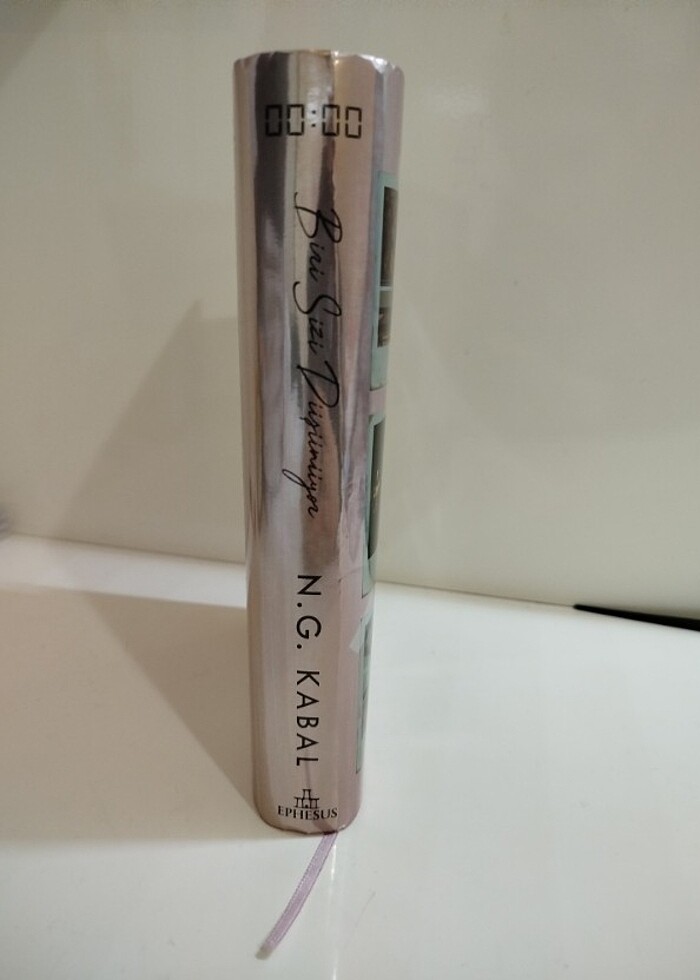 00:00
Biri Sizi Düşünüyor
N.G. KABAL
EPHESUS